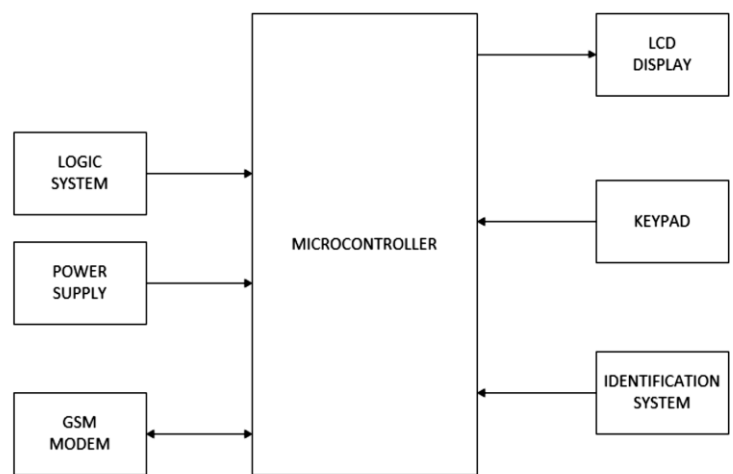 LCD
DISPLAY
LOGIC
SYSTEM
KEYPAD
MICROCONTROLLER
POWER
SUPPLY
IDENTIFICATION
SYSTEM
GSM
MODEM